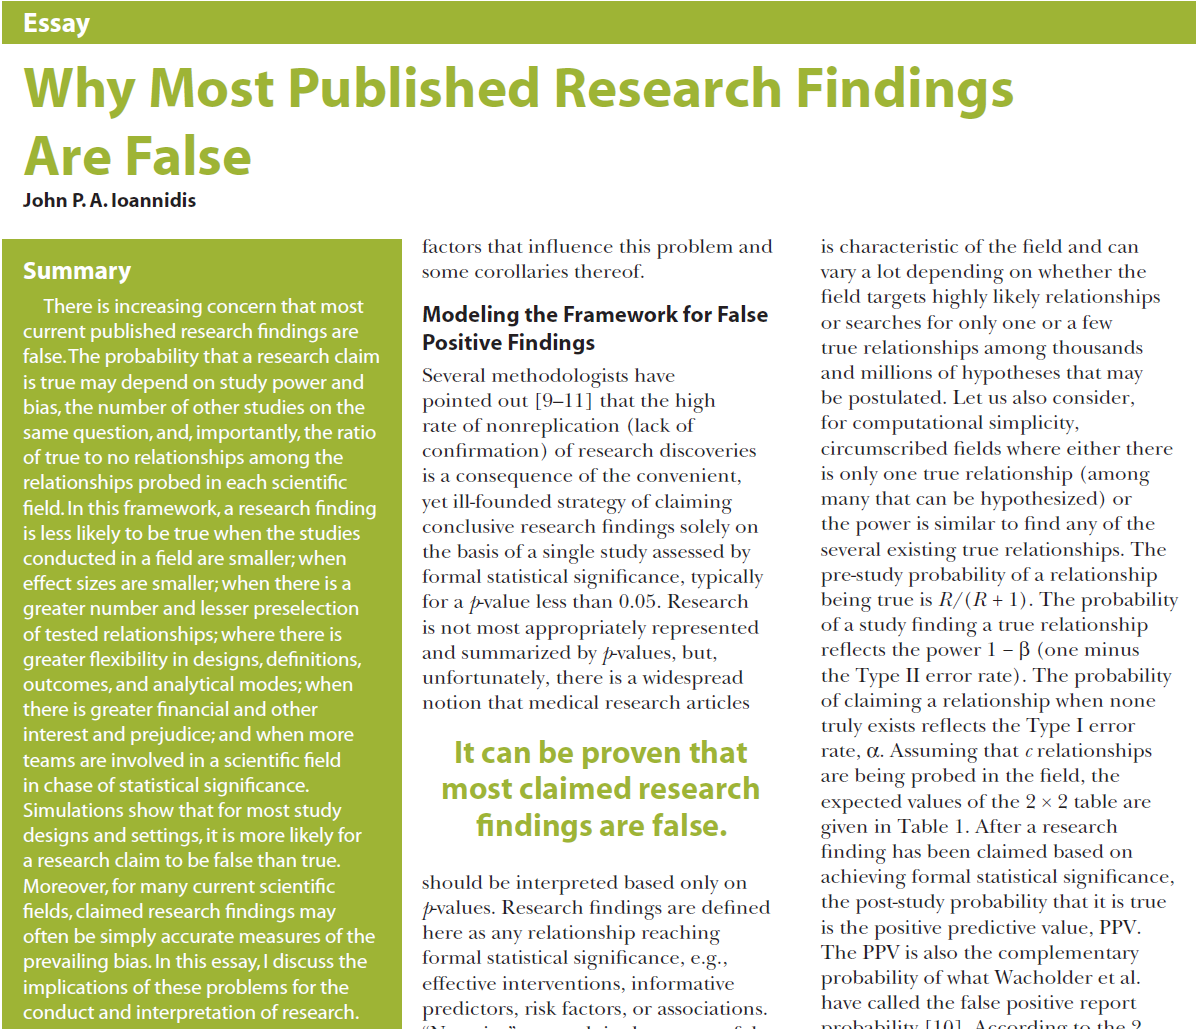 Essay
Why Most Published Research Findings
Are False
John P. A. Ioannidis
Summary
There is increasing concern that most
current published research findings are
false. The probability that a research claim
is true may depend on study power and
bias, the number of other studies on the
same question, and, importantly, the ratio
of true to no relationships among the
relationships probed in each scientific
field. In this framework, a research finding
is less likely to be true when the studies
conducted in a field are smaller; when
effect sizes are smaller; when there is a
greater number and lesser preselection
of tested relationships; where there is
greater flexibility in designs, definitions,
outcomes, and analytical modes; when
there is greater financial and other
interest and prejudice; and when more
teams are involved in a scientific field
in chase of statistical significance.
Simulations show that for most study
designs and settings, it is more likely for
a research claim to be false than true.
Moreover, for many current scientific
fields, claimed research findings may
often be simply accurate measures of the
prevailing bias. In this essay, I discuss the
implications of these problems for the
conduct and interpretation of research.
factors that influence this problem and
some corollaries thereof.
Modeling the Framework for False
Positive Findings
Several methodologists have
pointed out [9–11] that the high
rate of nonreplication (lack of
confirmation) of research discoveries
is a consequence of the convenient,
yet ill-founded strategy of claiming
conclusive research findings solely on
the basis of a single study assessed by
formal statistical significance, typically
for a p-value less than 0.05. Research
is not most appropriately represented
and summarized by p-values, but,
unfortunately, there is a widespread
notion that medical research articles
It can be proven that
most claimed research
findings are false.
should be interpreted based only on
p-values. Research findings are defined
here as any relationship reaching
formal statistical significance, e.g.,
effective interventions, informative
predictors, risk factors, or associations.
is characteristic of the field and can
vary a lot depending on whether the
field targets highly likely relationships
or searches for only one or a few
true relationships among thousands
and millions of hypotheses that may
be postulated. Let us also consider,
for computational simplicity,
circumscribed fields where either there
is only one true relationship (among
many that can be hypothesized) or
the power is similar to find any of the
several existing true relationships. The
pre-study probability of a relationship
being true is R/(R + 1). The probability
of a study finding a true relationship
reflects the power 1 − β (one minus
the Type II error rate). The probability
of claiming a relationship when none
truly exists reflects the Type I error
rate, α. Assuming that c relationships
are being probed in the field, the
expected values of the 2 × 2 table are
given in Table 1. After a research
finding has been claimed based on
achieving formal statistical significance,
the post-study probability that it is true
is the positive predictive value, PPV.
The PPV is also the complementary
probability of what Wacholder et al.
have called the false positive report
probability [10]. According to the 2